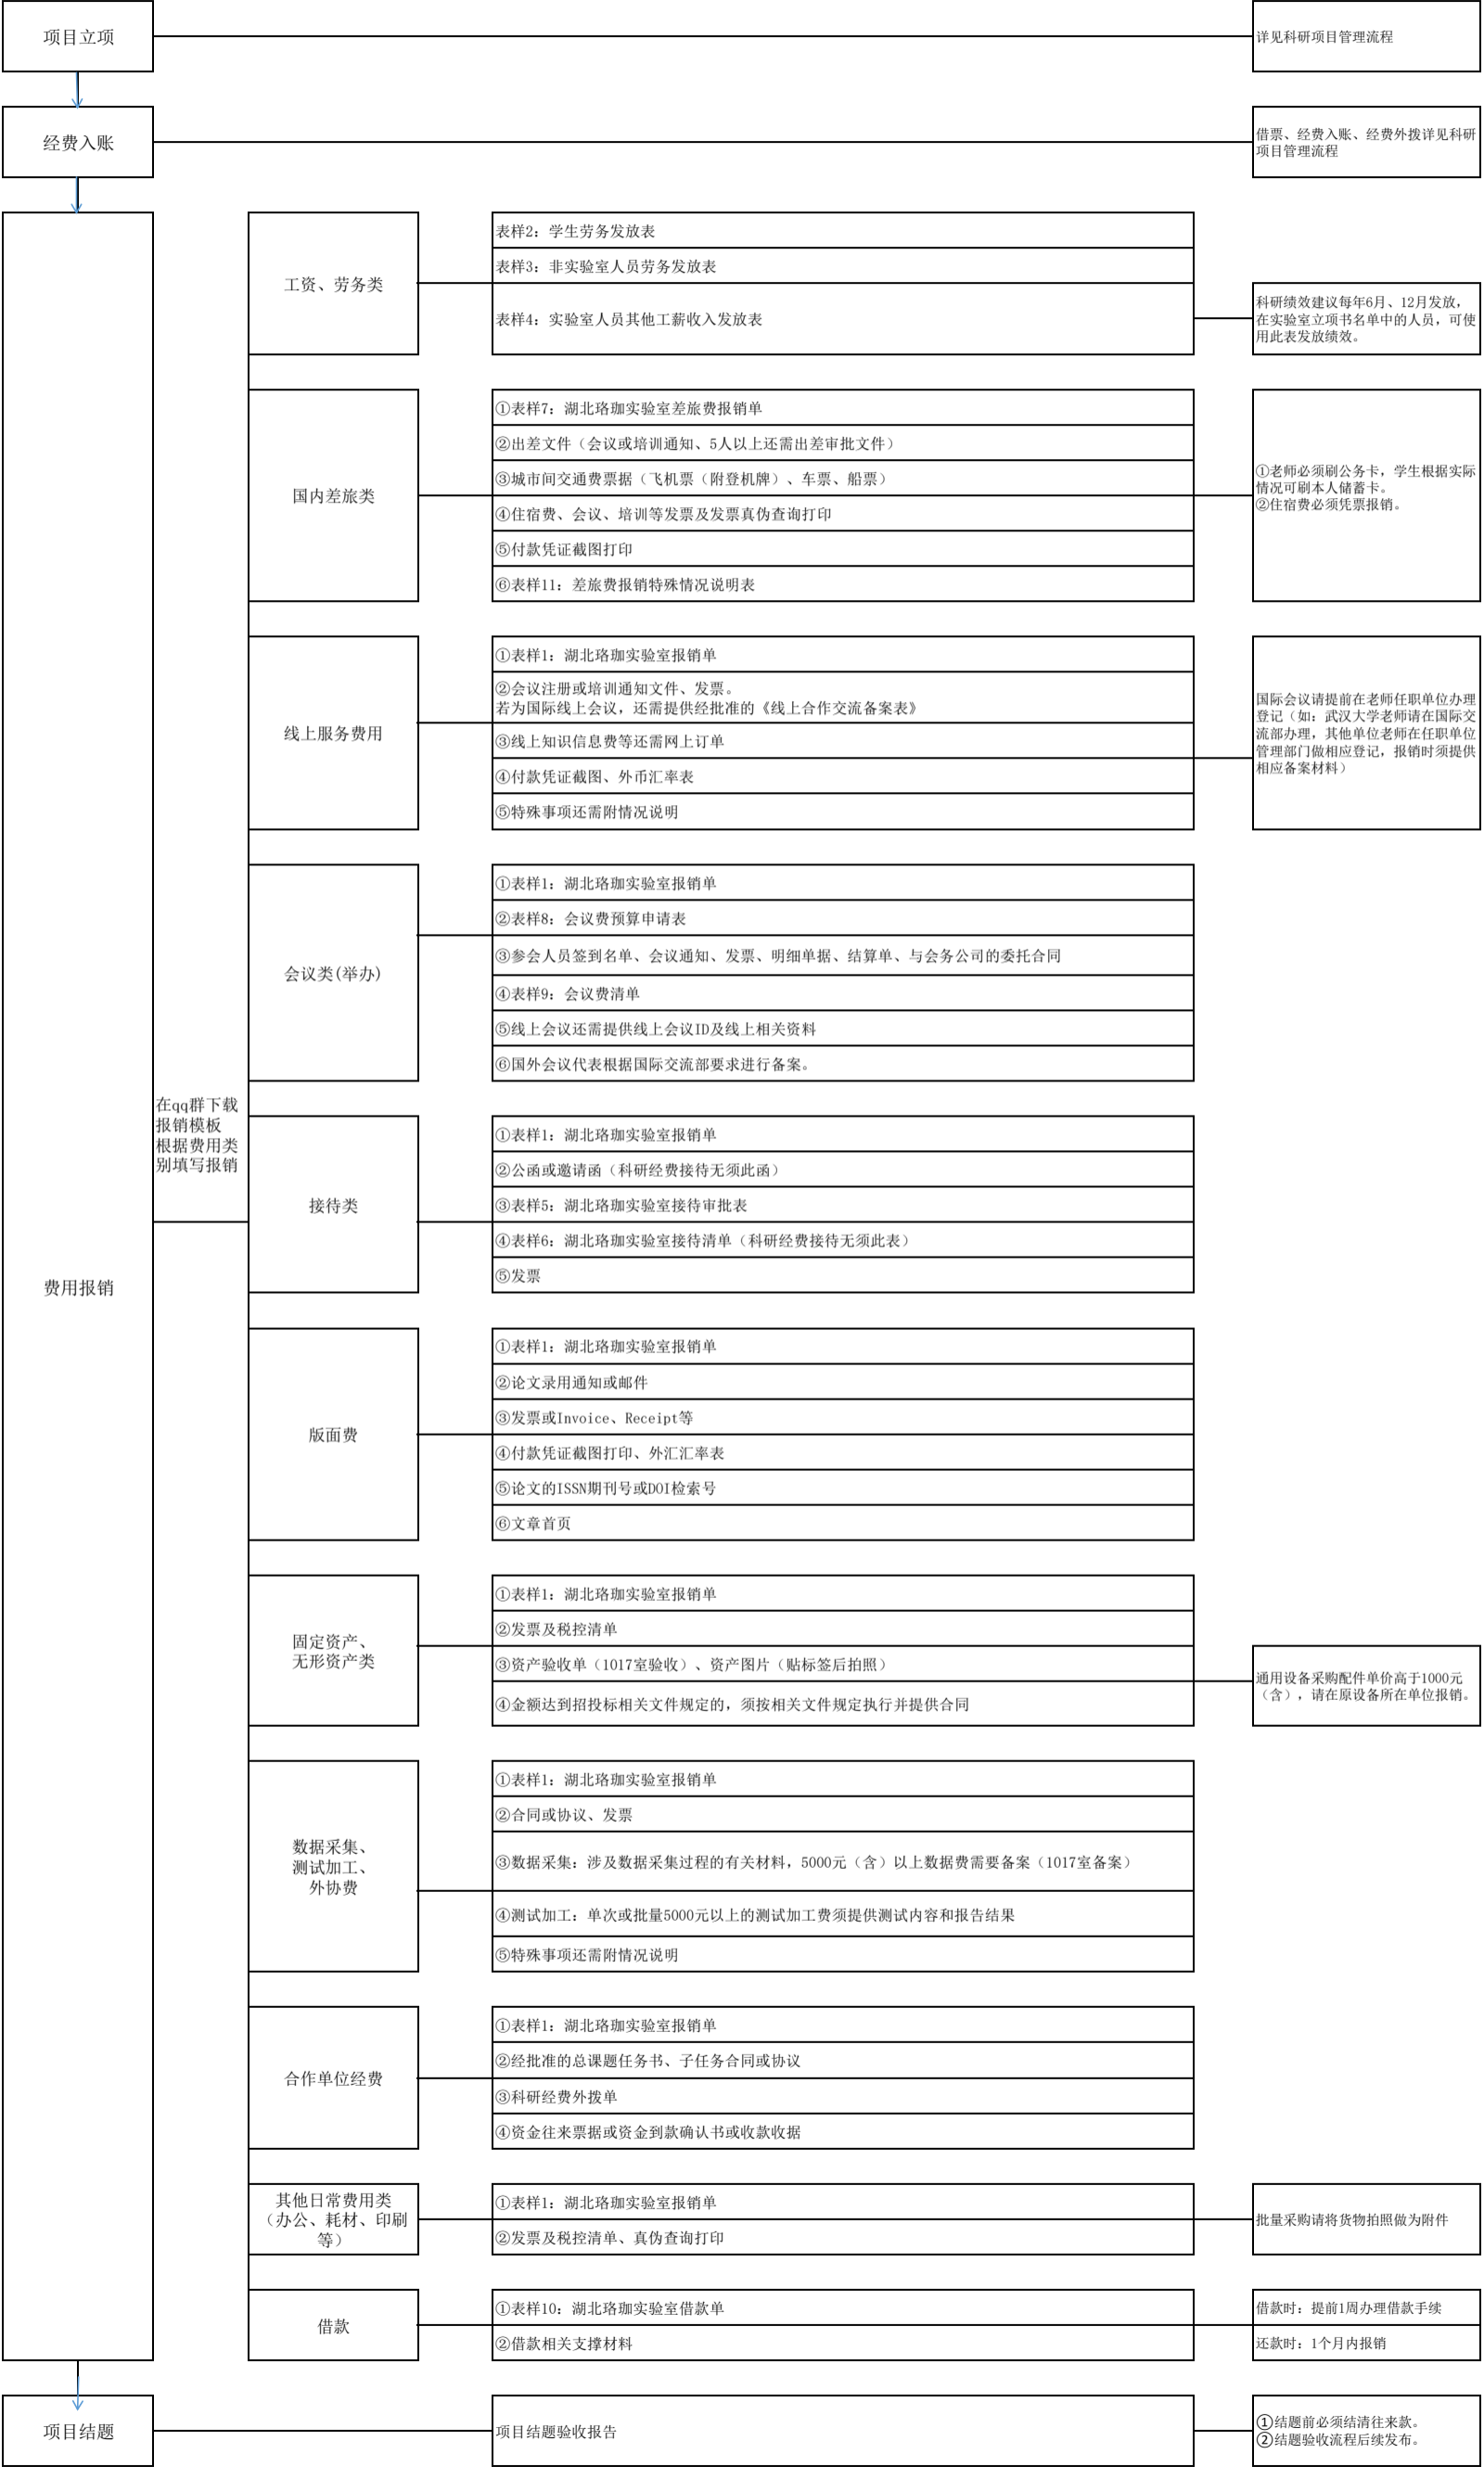 项目立项
详见科研项目管理流程
经费入账
借票、经费入账、经费外拨详见科研
项目管理流程
费用报销
在qq群下载
报销模板
根据费用类
别填写报销
工资、劳务类
表样2：学生劳务发放表
表样3：非实验室人员劳务发放表
表样4：实验室人员其他工薪收入发放表
科研绩效建议每年6月、12月发放，
在实验室立项书名单中的人员，可使
用此表发放绩效。
国内差旅类
①表样7：湖北珞珈实验室差旅费报销单
②出差文件（会议或培训通知、5人以上还需出差审批文件）
③城市间交通费票据（飞机票（附登机牌）、车票、船票）
④住宿费、会议、培训等发票及发票真伪查询打印
⑤付款凭证截图打印
⑥表样11：差旅费报销特殊情况说明表
①老师必须刷公务卡，学生根据实际
情况可刷本人储蓄卡。
②住宿费必须凭票报销。
线上服务费用
①表样1：湖北珞珈实验室报销单
②会议注册或培训通知文件、发票。
若为国际线上会议，还需提供经批准的《线上合作交流备案表》
③线上知识信息费等还需网上订单
④付款凭证截图、外币汇率表
⑤特殊事项还需附情况说明
国际会议请提前在老师任职单位办理
登记（如：武汉大学老师请在国际交
流部办理，其他单位老师在任职单位
管理部门做相应登记，报销时须提供
相应备案材料）
会议类(举办)
①表样1：湖北珞珈实验室报销单
②表样8：会议费预算申请表
③参会人员签到名单、会议通知、发票、明细单据、结算单、与会务公司的委托合同
④表样9：会议费清单
⑤线上会议还需提供线上会议ID及线上相关资料
⑥国外会议代表根据国际交流部要求进行备案。
接待类
①表样1：湖北珞珈实验室报销单
②公函或邀请函（科研经费接待无须此函）
③表样5：湖北珞珈实验室接待审批表
④表样6：湖北珞珈实验室接待清单（科研经费接待无须此表）
⑤发票
版面费
①表样1：湖北珞珈实验室报销单
②论文录用通知或邮件
③发票或Invoice、Receipt等
④付款凭证截图打印、外汇汇率表
⑤论文的ISSN期刊号或DOI检索号
⑥文章首页
固定资产、
无形资产类
①表样1：湖北珞珈实验室报销单
②发票及税控清单
③资产验收单（1017室验收）、资产图片（贴标签后拍照）
④金额达到招投标相关文件规定的，须按相关文件规定执行并提供合同
通用设备采购配件单价高于1000元
（含），请在原设备所在单位报销。
数据采集、
测试加工、
外协费
①表样1：湖北珞珈实验室报销单
②合同或协议、发票
③数据采集：涉及数据采集过程的有关材料，5000元（含）以上数据费需要备案（1017室备案）
④测试加工：单次或批量5000元以上的测试加工费须提供测试内容和报告结果
⑤特殊事项还需附情况说明
合作单位经费
①表样1：湖北珞珈实验室报销单
②经批准的总课题任务书、子任务合同或协议
③科研经费外拨单
④资金往来票据或资金到款确认书或收款收据
其他日常费用类
（办公、耗材、印刷
等）
①表样1：湖北珞珈实验室报销单
②发票及税控清单、真伪查询打印
批量采购请将货物拍照做为附件
借款
①表样10：湖北珞珈实验室借款单
②借款相关支撑材料
借款时：提前1周办理借款手续
还款时：1个月内报销
项目结题
项目结题验收报告
①结题前必须结清往来款。
②结题验收流程后续发布。